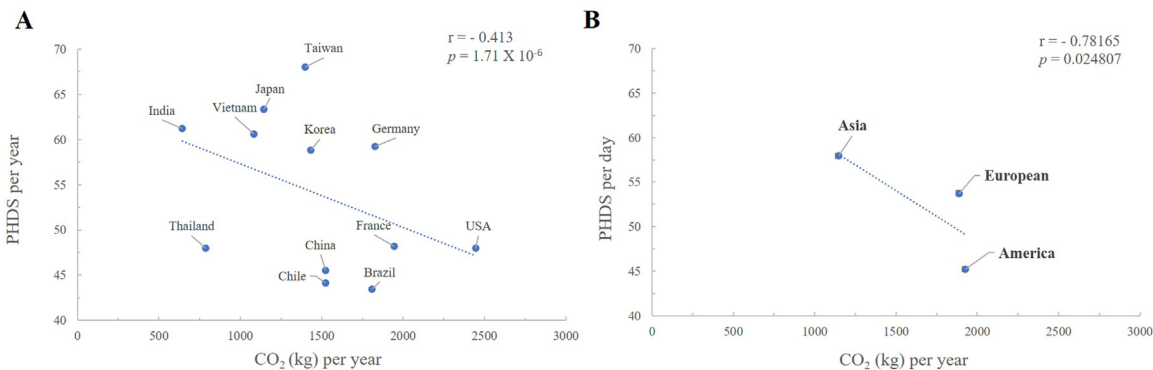 A
r = - 0.413
p = 1.71 X 10-6
PHDS per year
70
65
60
55
50
45
40
Taiwan
Japan
India
Vietnam
Korea
Germany
Thailand
China
Chile
France
Brazil
USA
0
500
1000
1500
2000
2500
3000
CO2 (kg) per year
B
r = - 0.78165
p = 0.024807
PHDS per day
70
65
60
55
50
45
40
Asia
European
America
0
500
1000
1500
2000
2500
3000
CO2 (kg) per year